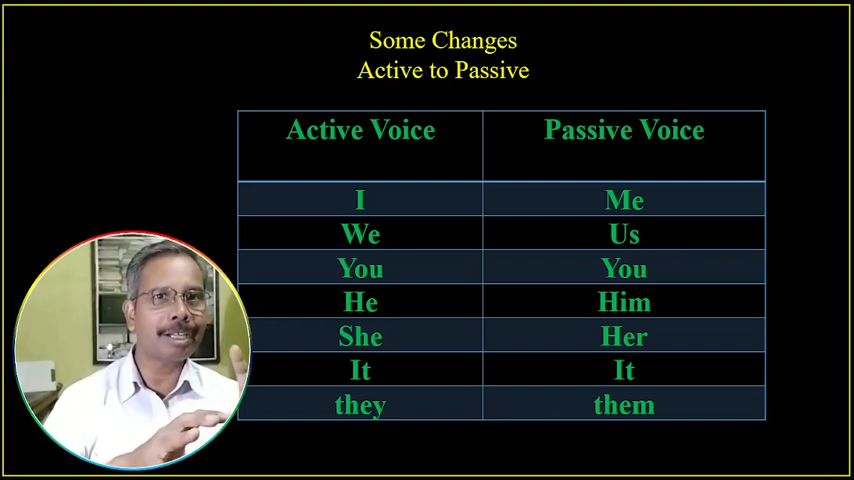 Some Changes
Active to Passive
Active Voice Passive Voice
I Me
We Us
You You
He Him
She Her
It It
they them